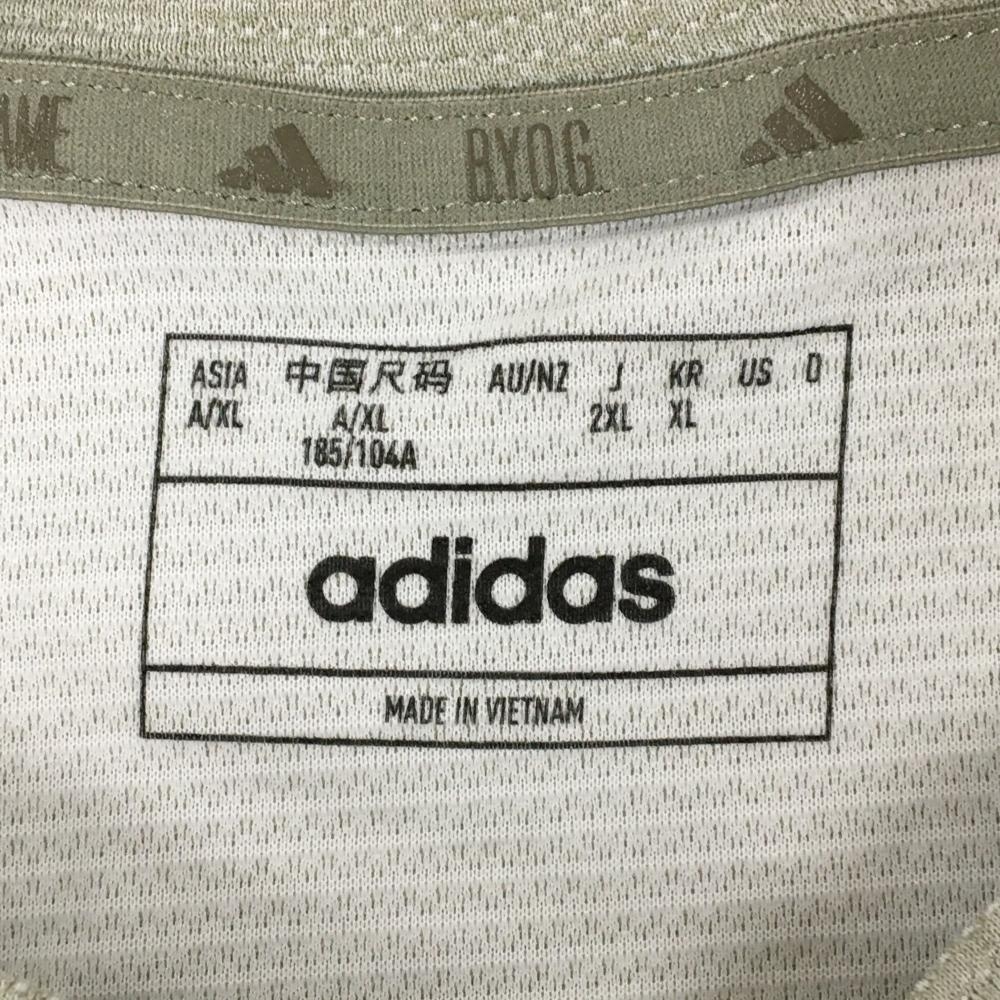 AME B.Y.O.G.
ASIA 中国尺码 AU/NZ J KR US D
A/XL A/XL 2XL XL
185/104A
adidas
MADE IN VIETNAM